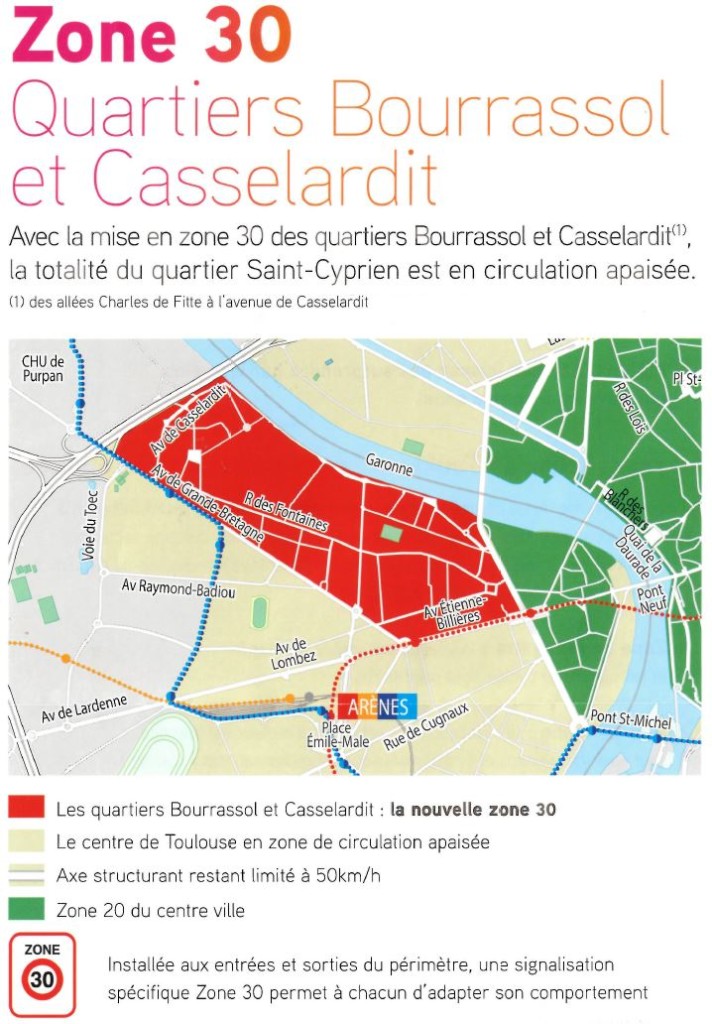 Zone 30
Quartiers Bourrassol
et Casselardit
Avec la mise en zone 30 des quartiers Bourrassol et Casselardit(1),
la totalité du quartier Saint-Cyprien est en circulation apaisée.
(1) des allées Charles de Fitte à l'avenue de Casselardit
CHU de
Purpan
Pl St-
R des Lois
Av de Casselardit
Garonne
Av de Grande-Bretagne
R des Fontaines
R des
Blanchers
Voie du Toec
Quai de la
Daurade
Av Raymond-Badiou
Pont
Neuf
Av Étienne-
Billières
Av de
Lombez
Av de Lardenne
ARÈNES
Place
Émile-Male
Rue de Cugnaux
Pont St-Michel
Les quartiers Bourrassol et Casselardit : la nouvelle zone 30
Le centre de Toulouse en zone de circulation apaisée
Axe structurant restant limité à 50km/h
Zone 20 du centre ville
ZONE
30
Installée aux entrées et sorties du périmètre, une signalisation
spécifique Zone 30 permet à chacun d'adapter son comportement